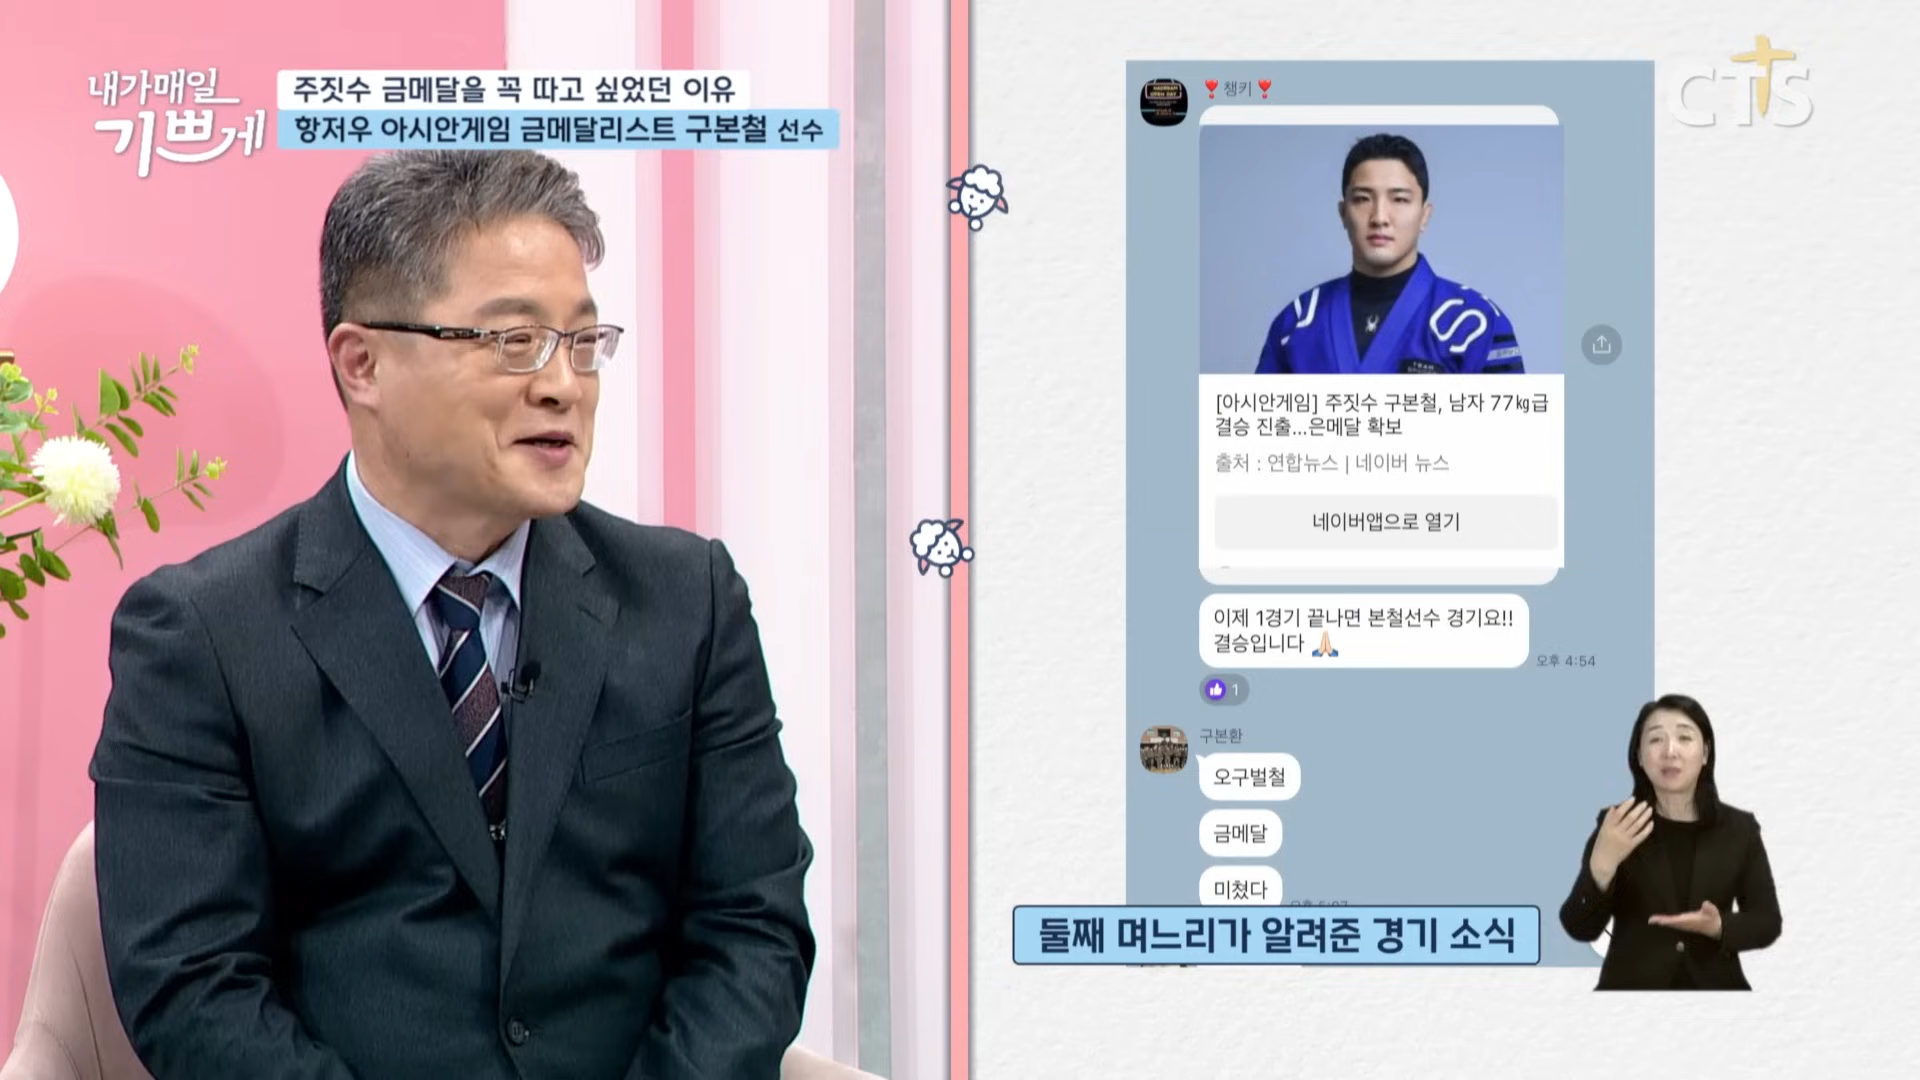 내가매일
기쁘게
주짓수 금메달을 꼭 따고 싶었던 이유
항저우 아시안게임 금메달리스트 구본철 선수
CTS
챙키
[아시안게임] 주짓수 구본철, 남자 77㎏급
결승 진출...은메달 확보
출처 : 연합뉴스 | 네이버 뉴스
네이버앱으로 열기
이제 1경기 끝나면 본철선수 경기요!!
결승입니다 🙏
오후 4:54
1
구본환
오구벌철
금메달
미쳤다
둘째 며느리가 알려준 경기 소식